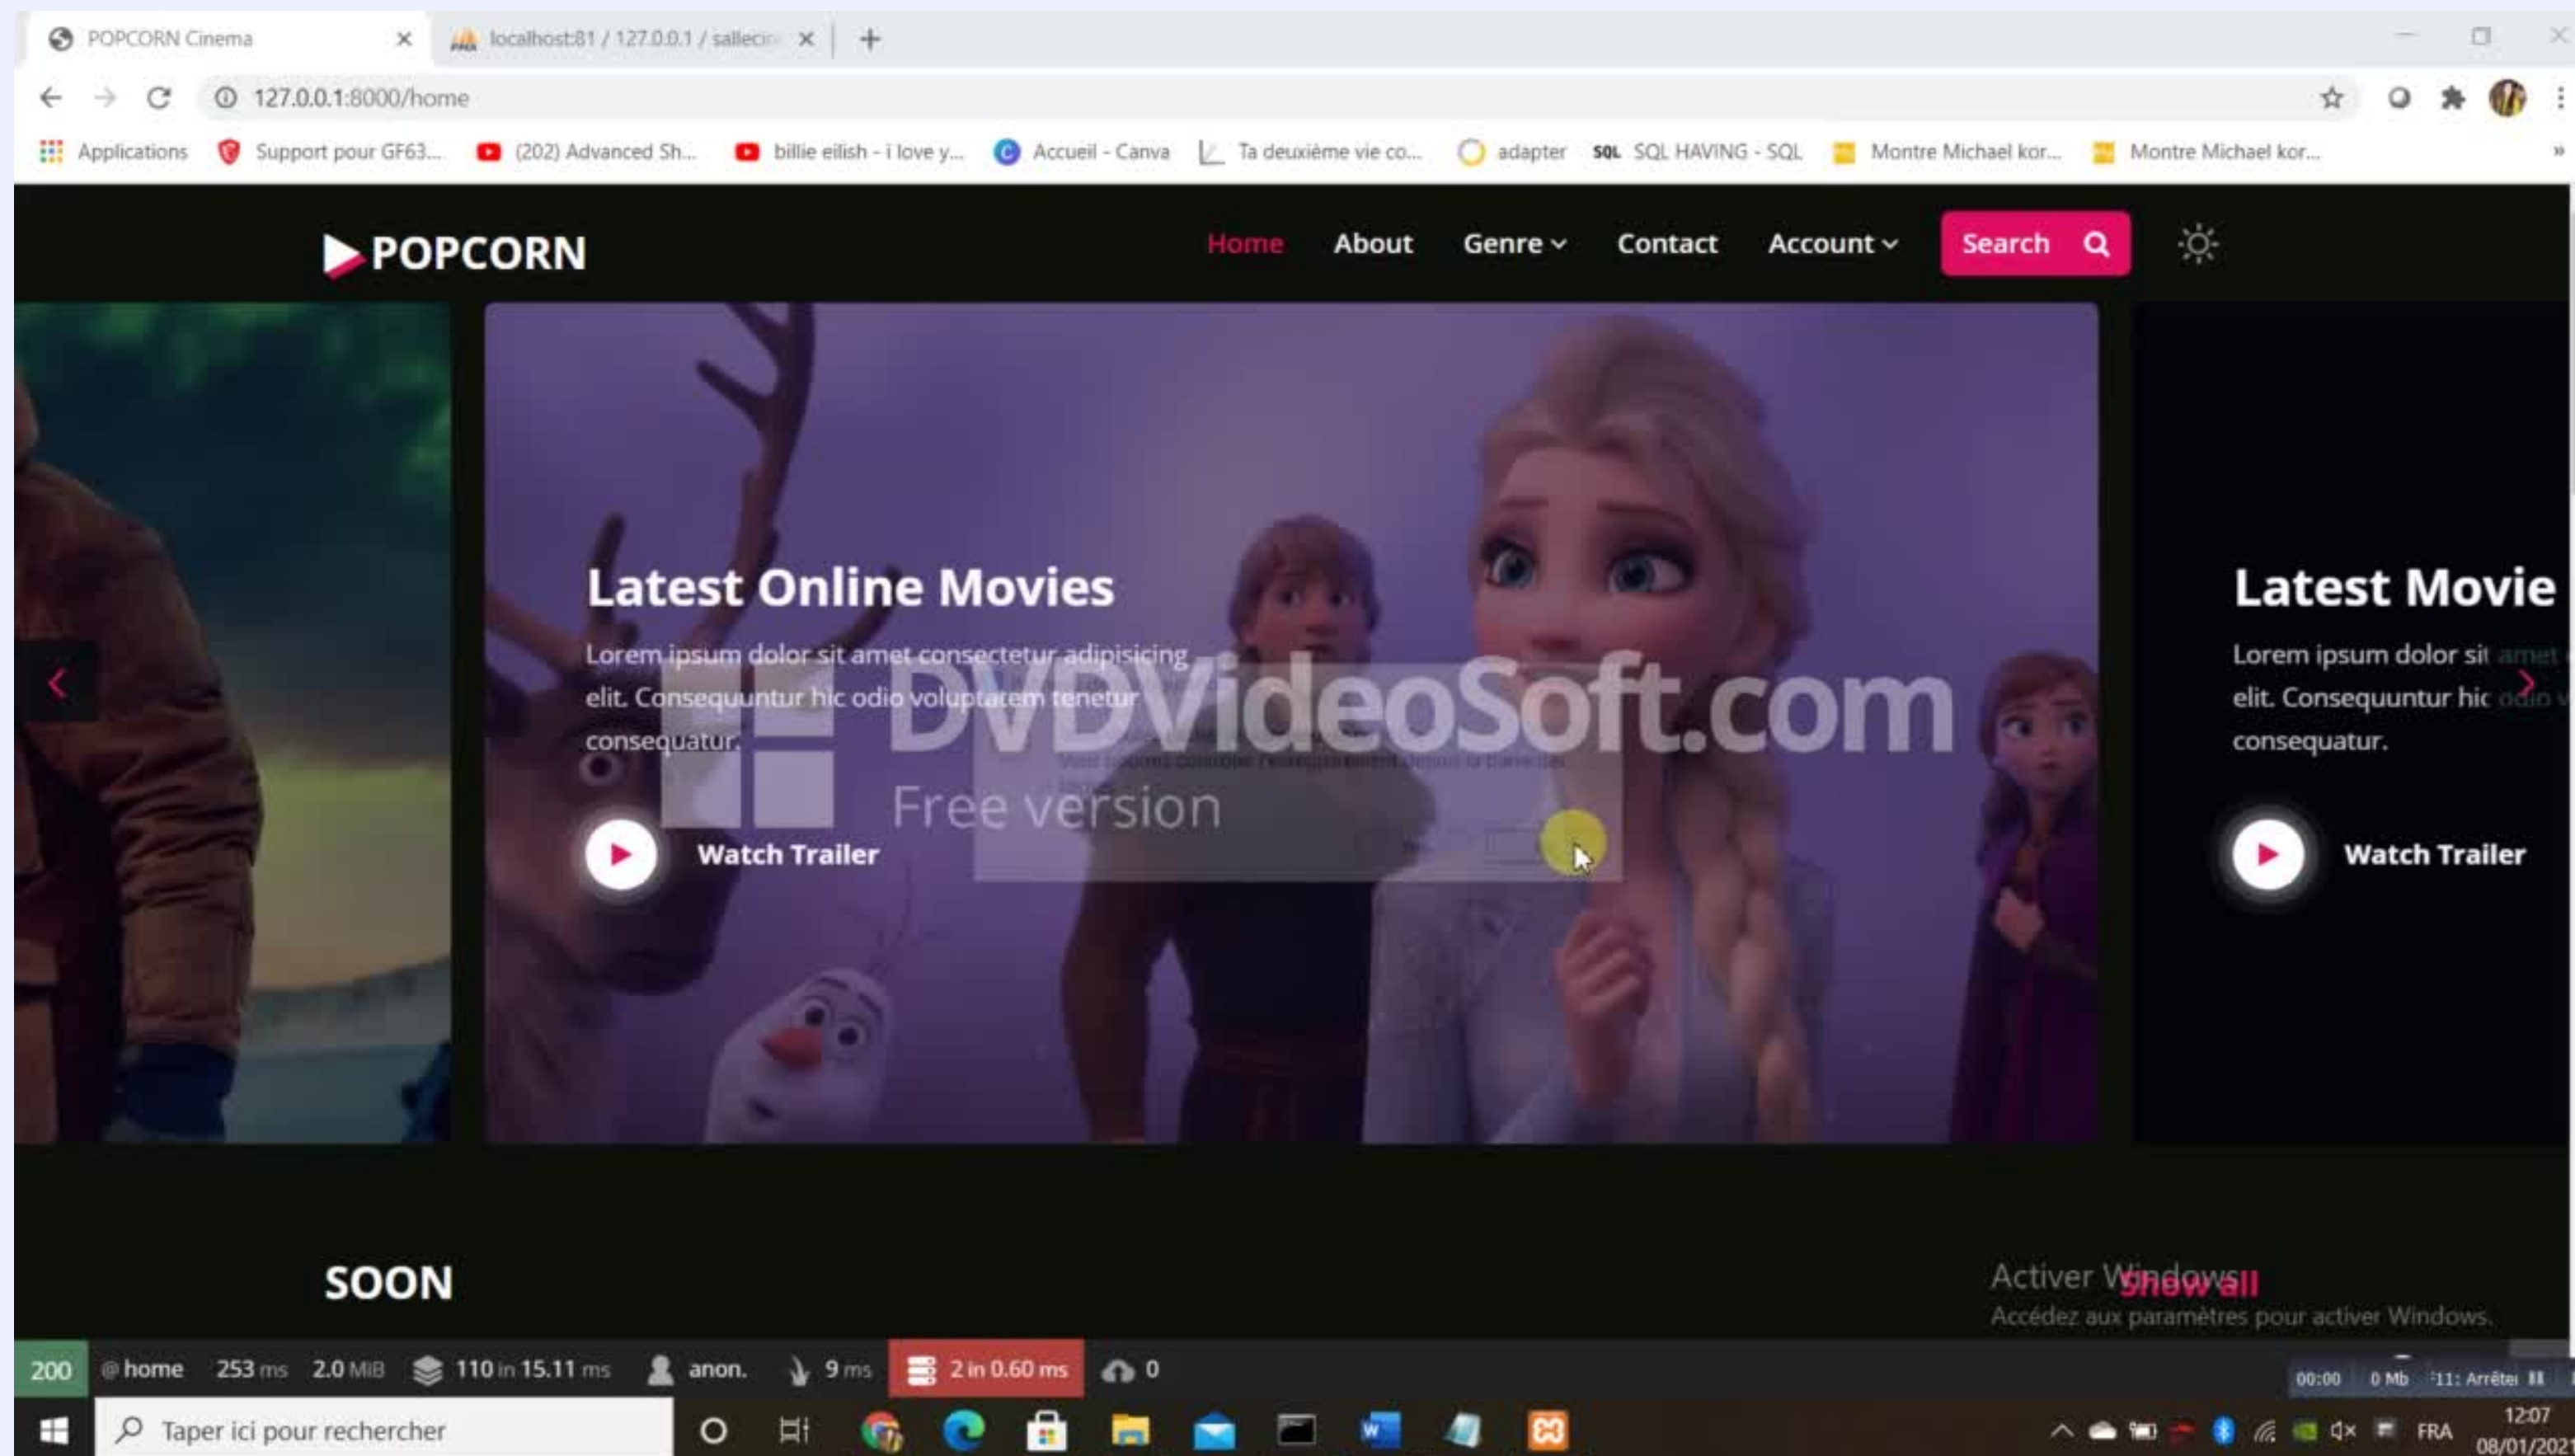 POPCORN Cinema
localhost:81 / 127.0.0.1 / sallecin
127.0.0.1:8000/home
Applications
Support pour GF63...
(202) Advanced Sh...
billie eilish - i love y...
Accueil - Canva
Ta deuxième vie co...
adapter
SQL SQL HAVING - SQL
Montre Michael kor...
Montre Michael kor...
»
POPCORN
Home
About
Genre
Contact
Account
Search
Latest Online Movies
Lorem ipsum dolor sit amet consectetur adipisicing
elit. Consequuntur hic odio voluptatem tenetur
consequatur.
Watch Trailer
DVDVideoSoft.com
Free version
Latest Movie
Lorem ipsum dolor sit amet
elit. Consequuntur hic odio v
consequatur.
Watch Trailer
SOON
Show all
Activer Windows
Accédez aux paramètres pour activer Windows.
200 @ home 253 ms 2.0 MiB 110 in 15.11 ms anon. 9 ms 2 in 0.60 ms 0
00:00 0 Mb
Taper ici pour rechercher
FRA
12:07
08/01/2021